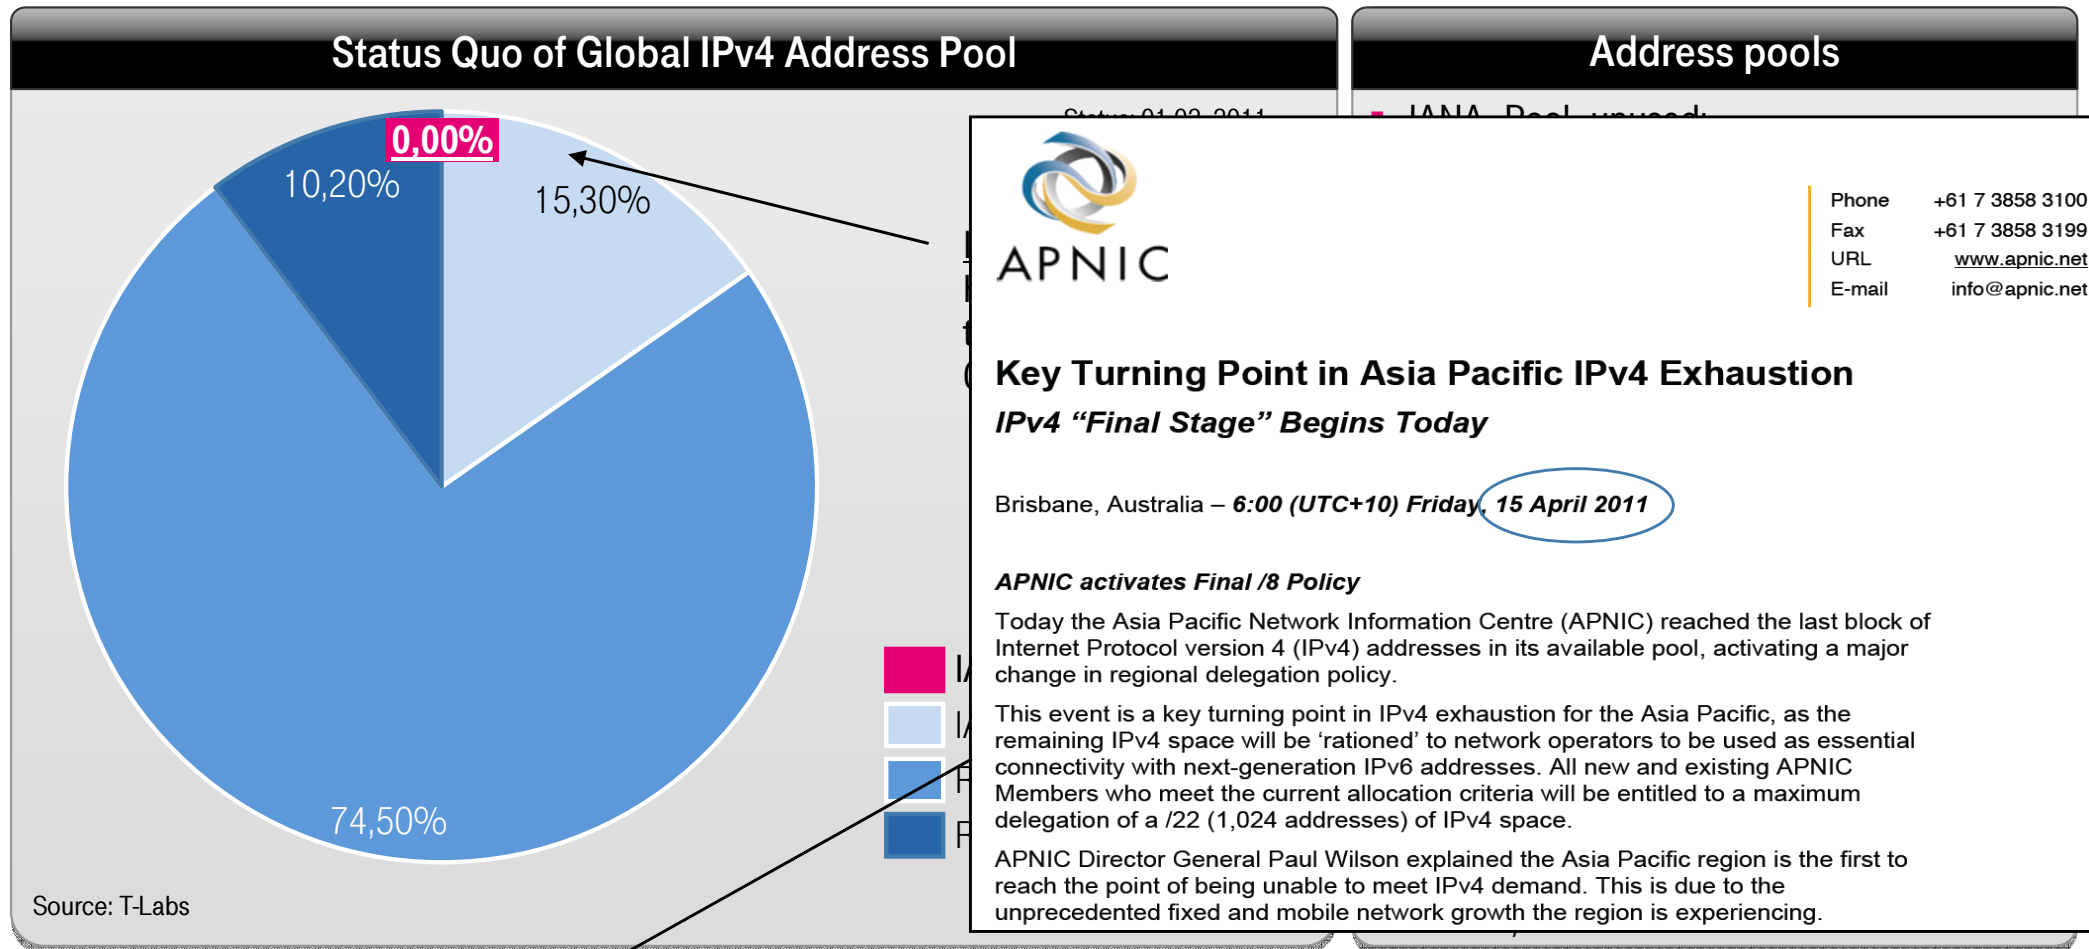 Status Quo of Global IPv4 Address Pool
Address pools
0,00%
10,20%
15,30%
74,50%
Source: T-Labs
APNIC
Phone +61 7 3858 3100
Fax +61 7 3858 3199
URL www.apnic.net
E-mail info@apnic.net
Key Turning Point in Asia Pacific IPv4 Exhaustion
IPv4 “Final Stage” Begins Today
Brisbane, Australia – 6:00 (UTC+10) Friday, 15 April 2011
APNIC activates Final /8 Policy
Today the Asia Pacific Network Information Centre (APNIC) reached the last block of
Internet Protocol version 4 (IPv4) addresses in its available pool, activating a major
change in regional delegation policy.
This event is a key turning point in IPv4 exhaustion for the Asia Pacific, as the
remaining IPv4 space will be ‘rationed’ to network operators to be used as essential
connectivity with next-generation IPv6 addresses. All new and existing APNIC
Members who meet the current allocation criteria will be entitled to a maximum
delegation of a /22 (1,024 addresses) of IPv4 space.
APNIC Director General Paul Wilson explained the Asia Pacific region is the first to
reach the point of being unable to meet IPv4 demand. This is due to the
unprecedented fixed and mobile network growth the region is experiencing.